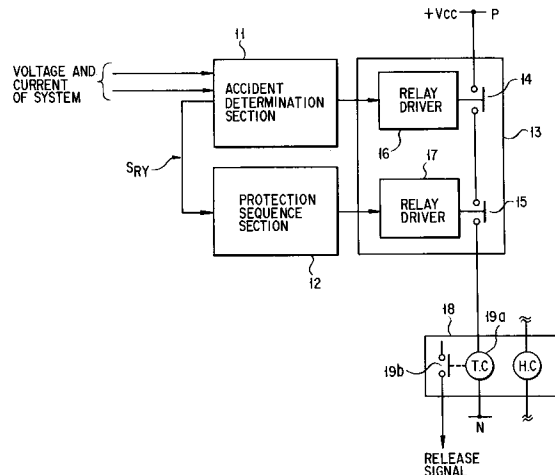 +Vcc P
11
VOLTAGE AND
CURRENT
OF SYSTEM
ACCIDENT
DETERMINATION
SECTION
RELAY
DRIVER
14
13
16
SRY
17
PROTECTION
SEQUENCE
SECTION
RELAY
DRIVER
15
12
18
19a
19b
T.C
H.C
N
RELEASE
SIGNAL